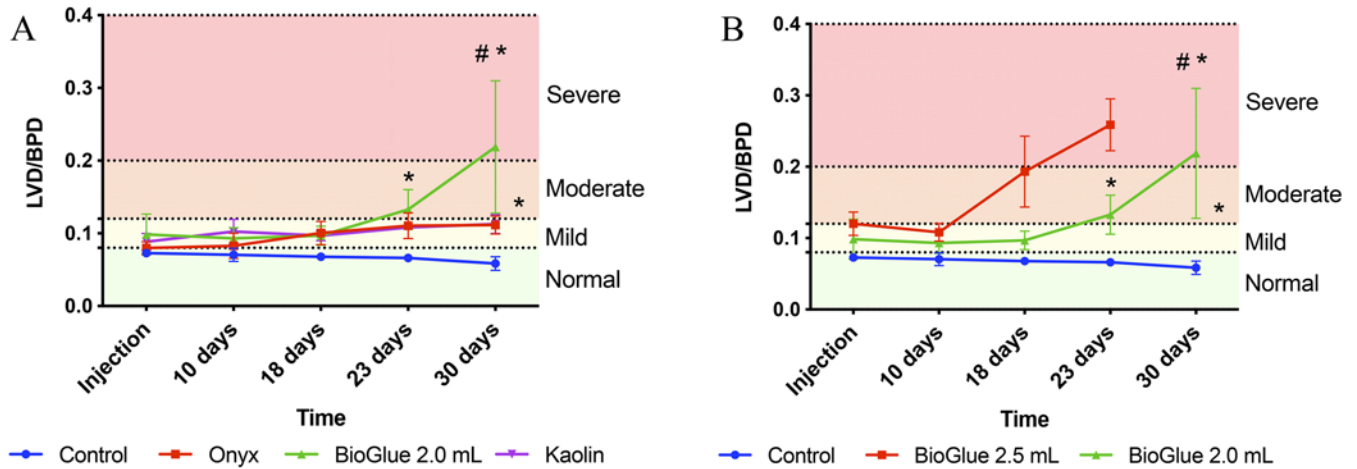 A
LVD/BPD
0.4
0.3
0.2
0.1
0.0
# *
*
*
Severe
Moderate
Mild
Normal
Injection
10 days
18 days
23 days
30 days
Time
Control Onyx BioGlue 2.0 mL Kaolin
B
LVD/BPD
0.4
0.3
0.2
0.1
0.0
# *
*
*
Severe
Moderate
Mild
Normal
Injection
10 days
18 days
23 days
30 days
Time
Control BioGlue 2.5 mL BioGlue 2.0 mL